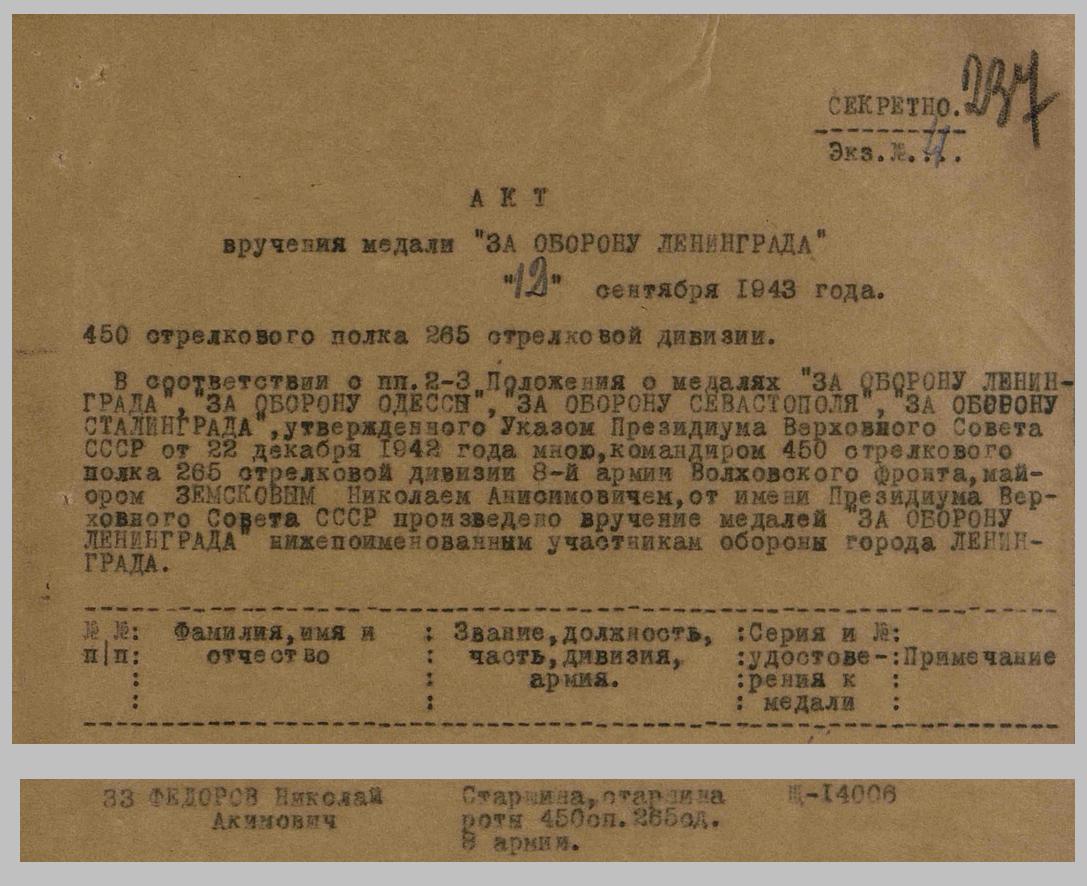 237
СЕКРЕТНО.
Экз.№.4..
А К Т
вручения медали "ЗА ОБОРОНУ ЛЕНИНГРАДА"
"12" сентября 1943 года.
450 стрелкового полка 265 стрелковой дивизии.
В соответствии с пп.2-3 Положения о медалях "ЗА ОБОРОНУ ЛЕНИН-
ГРАДА","ЗА ОБОРОНУ ОДЕССЫ","ЗА ОБОРОНУ СЕВАСТОПОЛЯ", "ЗА ОБОРОНУ
СТАЛИНГРАДА",утвержденного Указом Президиума Верховного Совета
СССР от 22 декабря 1942 года мною,командиром 450 стрелкового
полка 265 стрелковой дивизии 8-й армии Волховского фронта,май-
ором ЗЕМСКОВЫМ Николаем Анисимовичем,от имени Президиума Вер-
ховного Совета СССР произведено вручение медалей "ЗА ОБОРОНУ
ЛЕНИНГРАДА" нижепоименованным участникам обороны города ЛЕНИН-
ГРАДА.
№ №: Фамилия,имя и : Звание,должность, :Серия и №:
п|п: отчество : часть,дивизия, :удостове-:Примечание
: : армия. :рения к :
: : : медали :
33 ФЕДОРОВ Николай Старшина,старшина Щ-14006
Акимович роты 450сп.265сд.
8 армии.